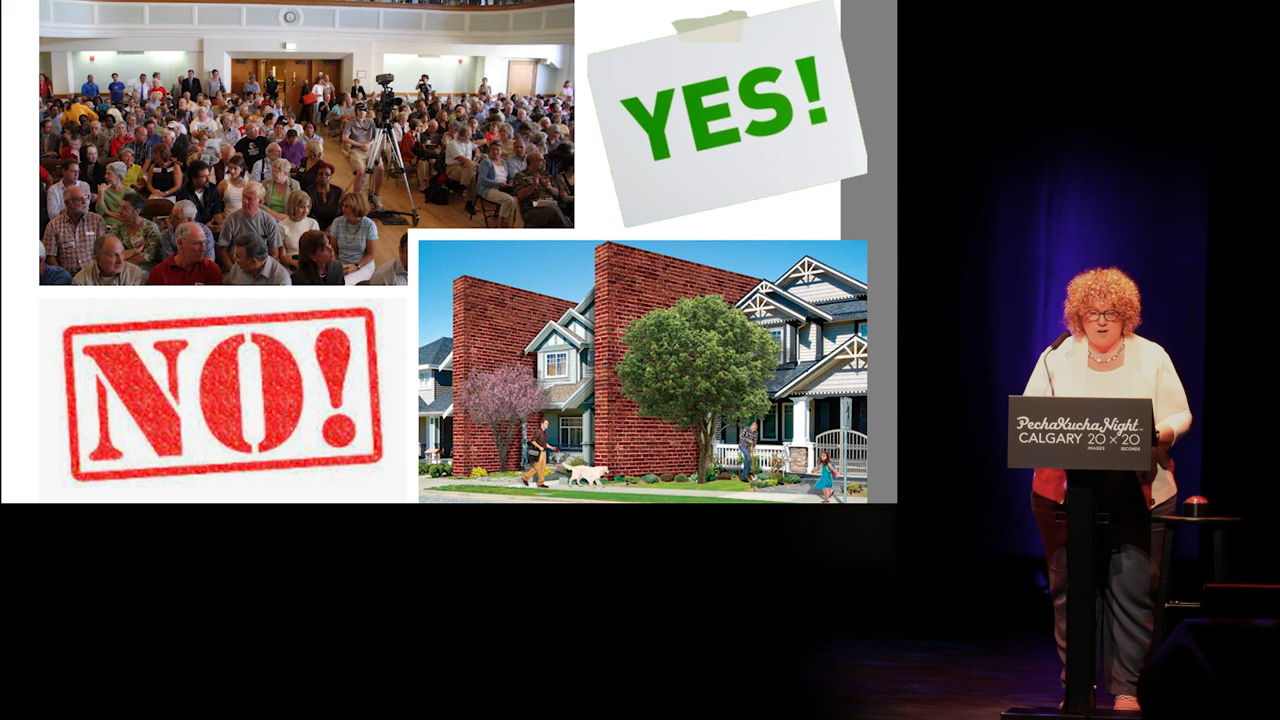 YES!
NO!
PechaKucha Night
CALGARY 20 × 20
IMAGES SECONDS